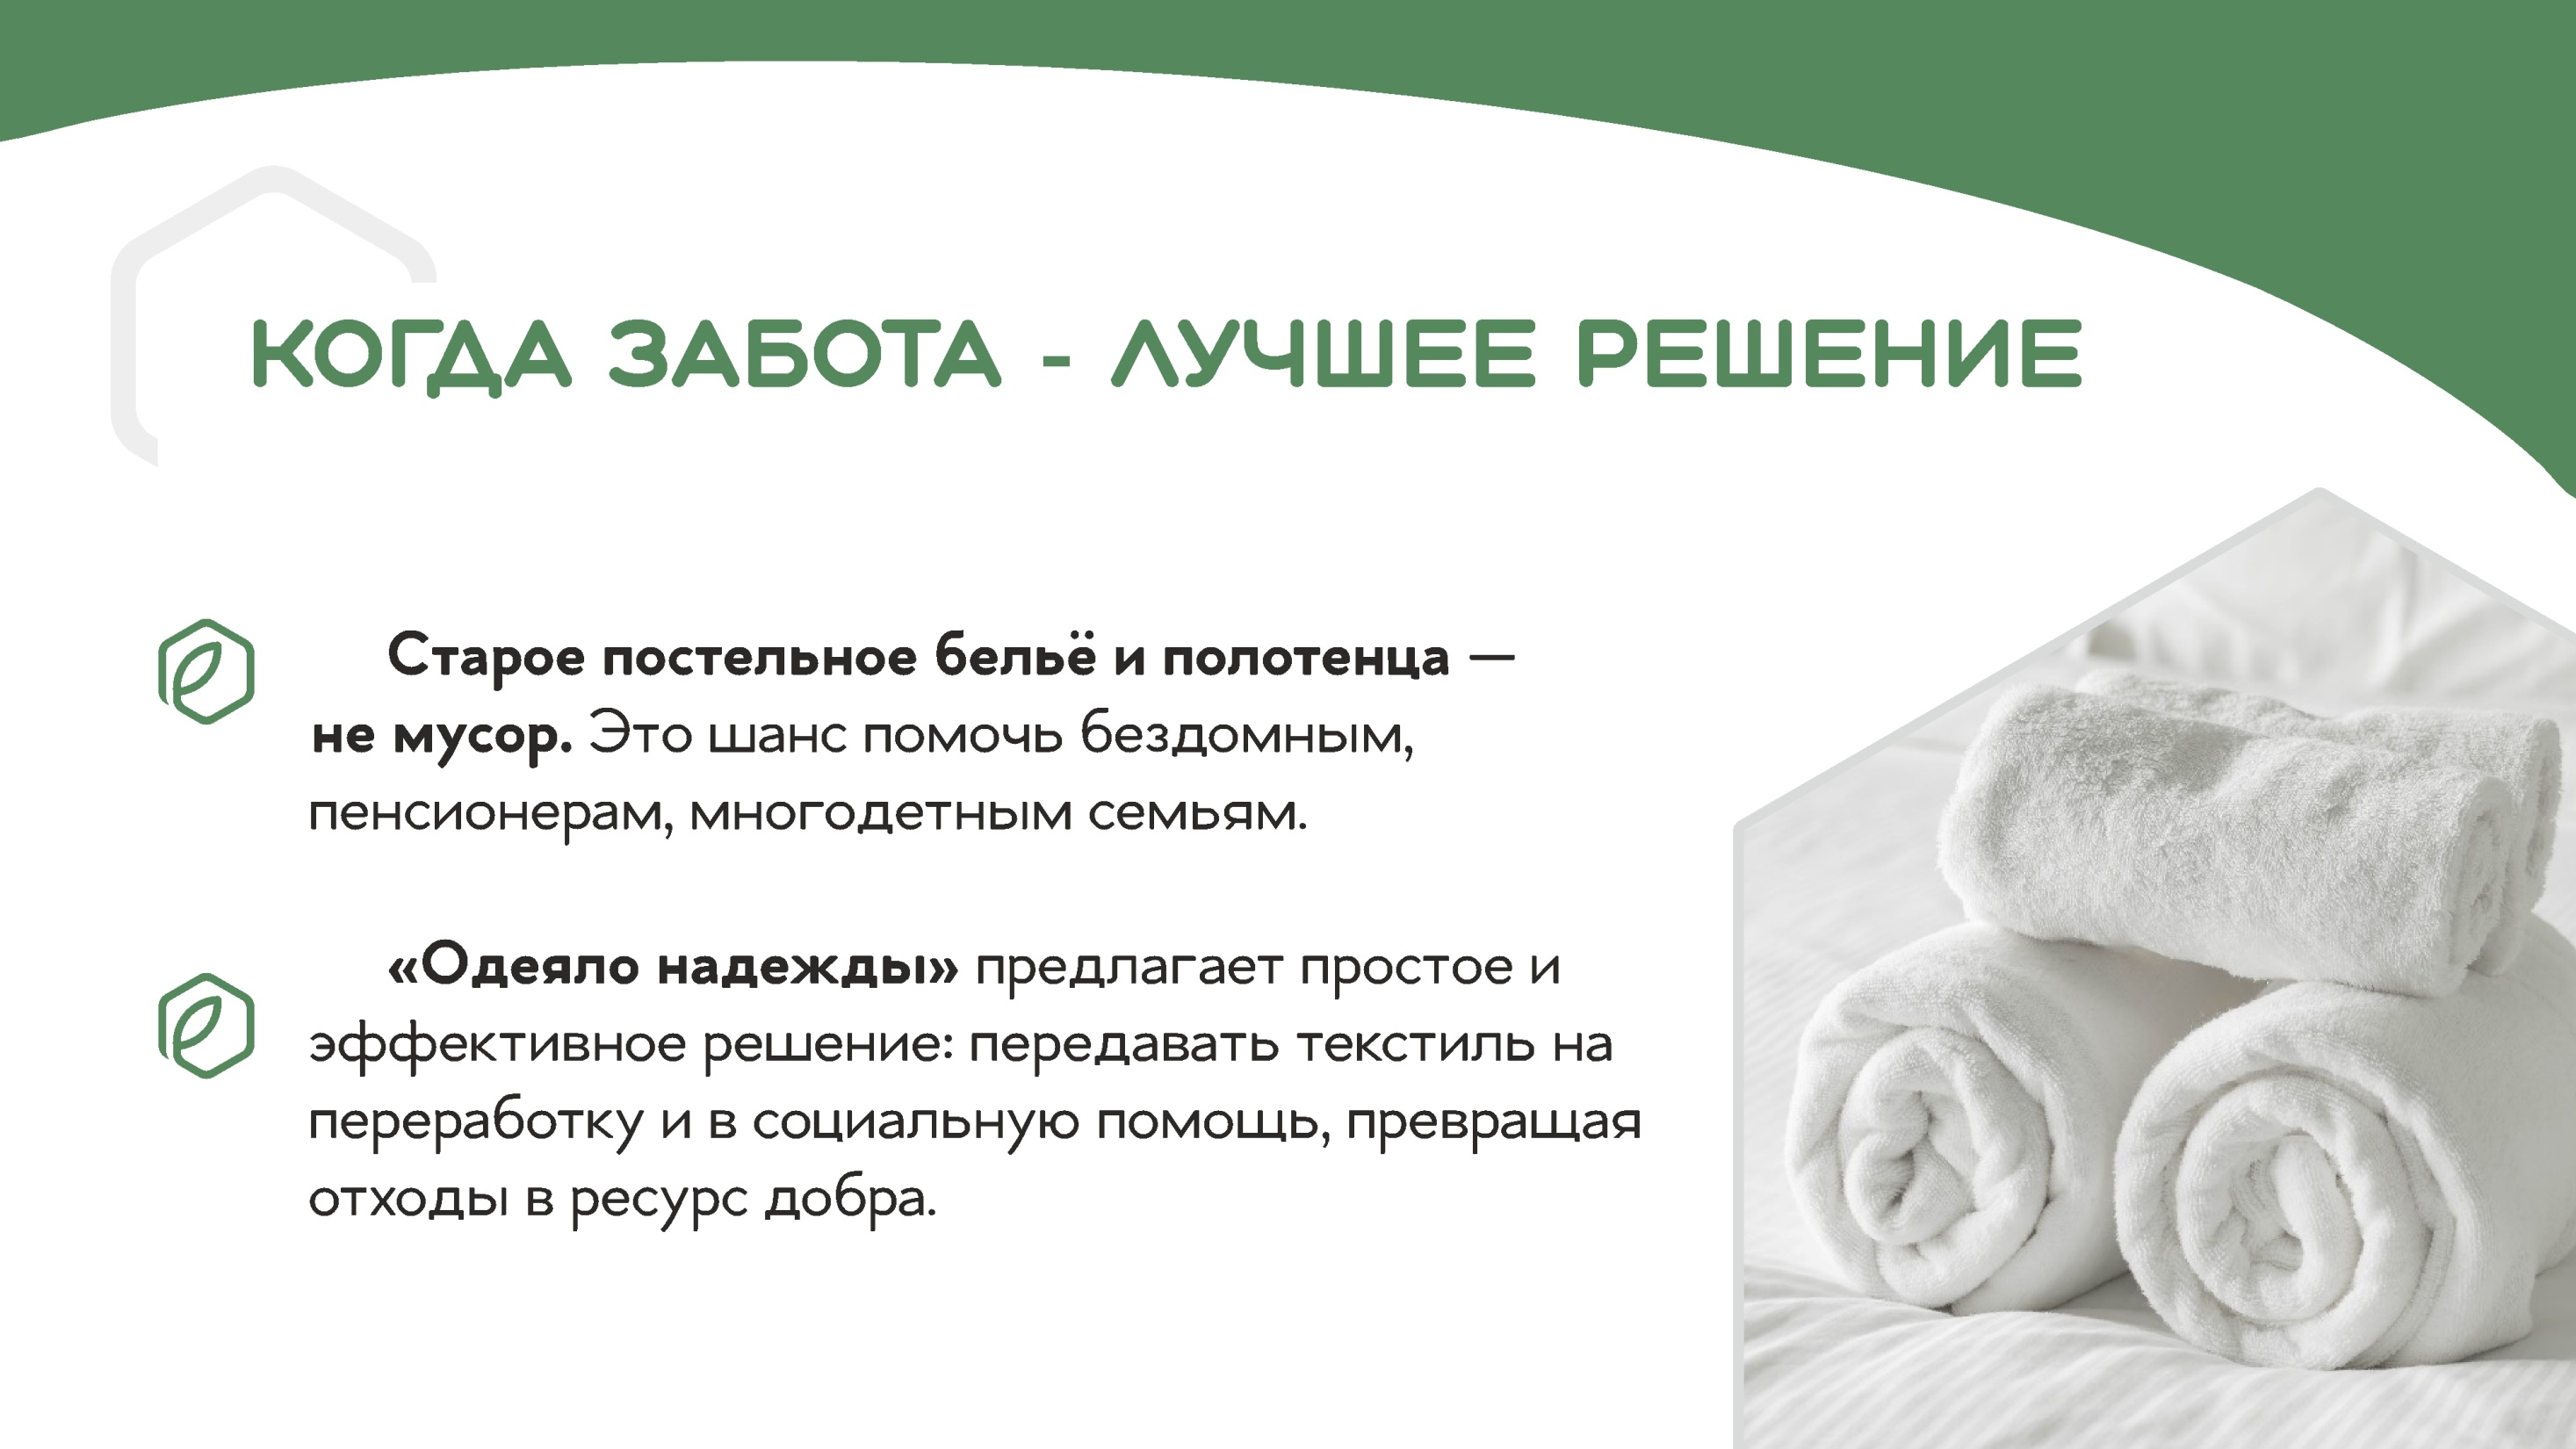 КОГДА ЗАБОТА - ЛУЧШЕЕ РЕШЕНИЕ
Старое постельное бельё и полотенца —
не мусор. Это шанс помочь бездомным,
пенсионерам, многодетным семьям.
«Одеяло надежды» предлагает простое и
эффективное решение: передавать текстиль на
переработку и в социальную помощь, превращая
отходы в ресурс добра.